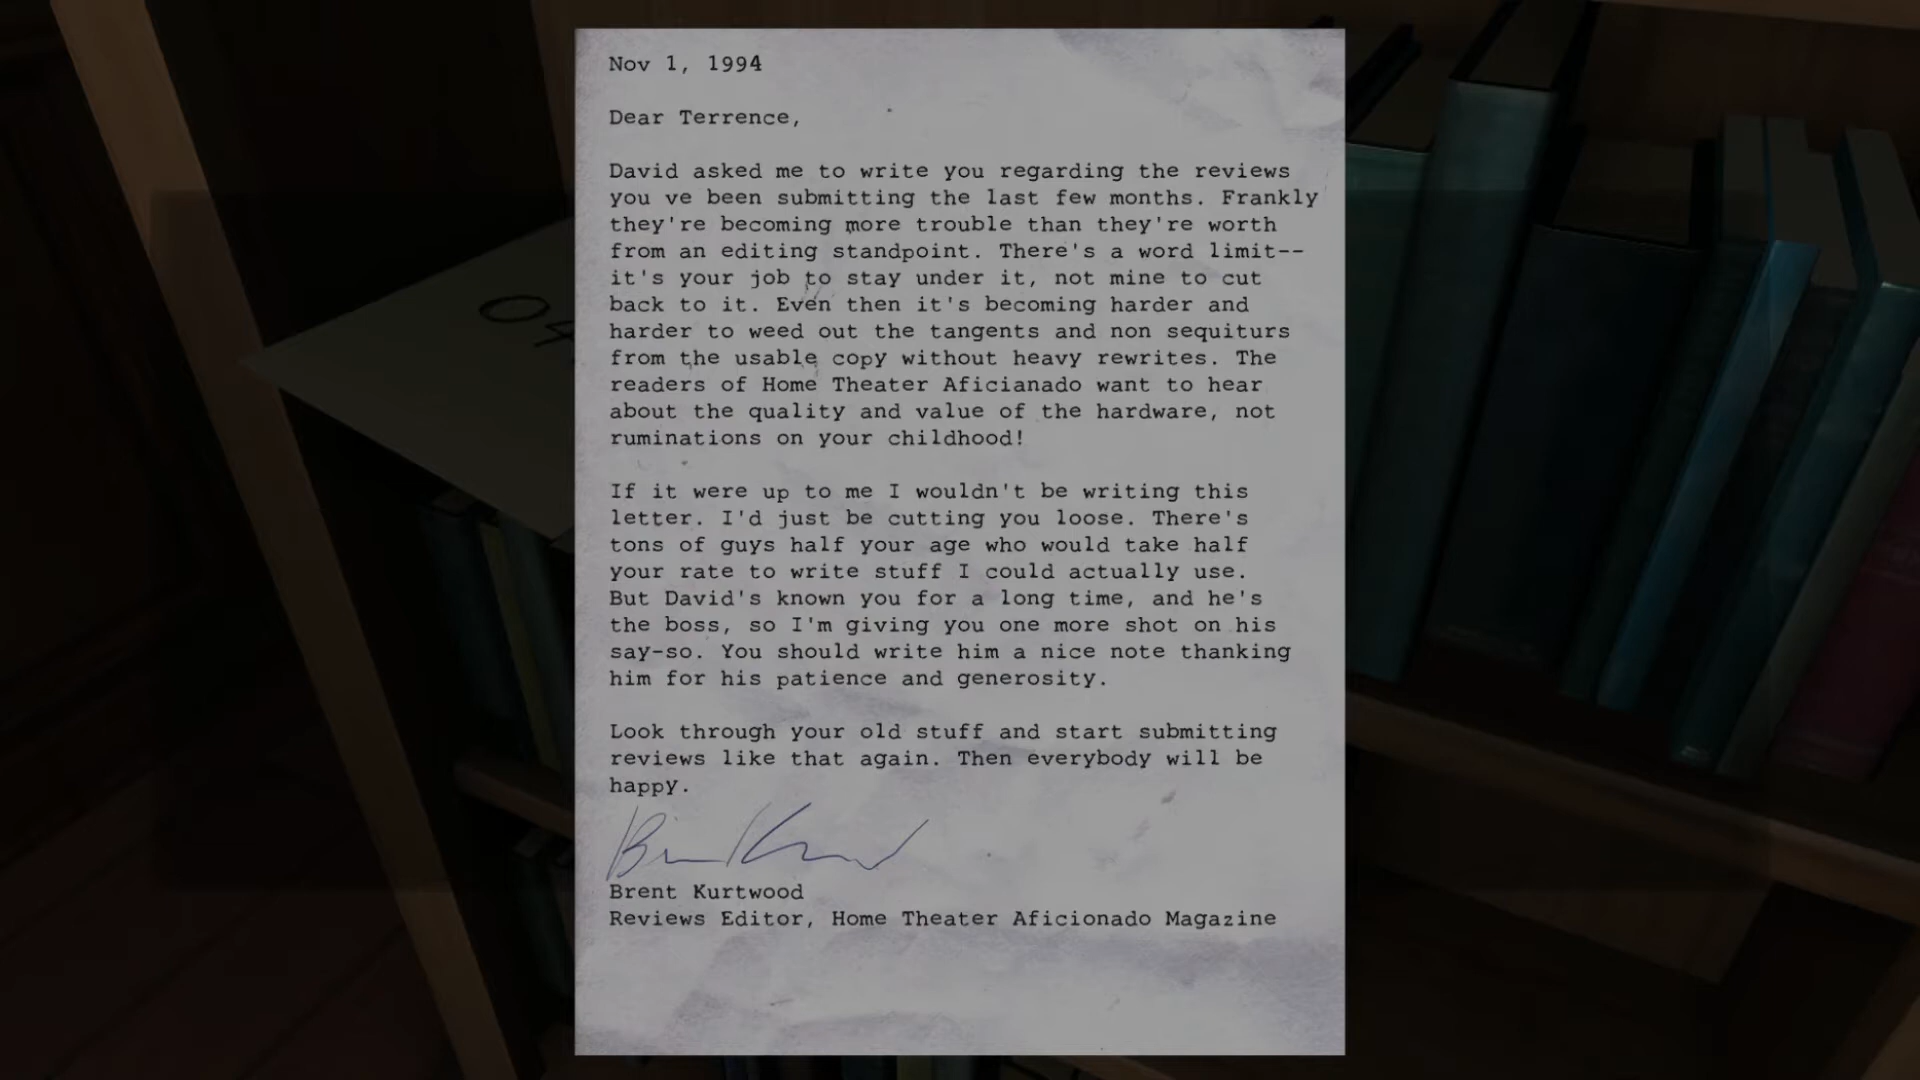 Nov 1, 1994
Dear Terrence,
David asked me to write you regarding the reviews
you ve been submitting the last few months. Frankly
they're becoming more trouble than they're worth
from an editing standpoint. There's a word limit--
it's your job to stay under it, not mine to cut
back to it. Even then it's becoming harder and
harder to weed out the tangents and non sequiturs
from the usable copy without heavy rewrites. The
readers of Home Theater Aficianado want to hear
about the quality and value of the hardware, not
ruminations on your childhood!
If it were up to me I wouldn't be writing this
letter. I'd just be cutting you loose. There's
tons of guys half your age who would take half
your rate to write stuff I could actually use.
But David's known you for a long time, and he's
the boss, so I'm giving you one more shot on his
say-so. You should write him a nice note thanking
him for his patience and generosity.
Look through your old stuff and start submitting
reviews like that again. Then everybody will be
happy.
Brent Kurtwood
Reviews Editor, Home Theater Aficionado Magazine